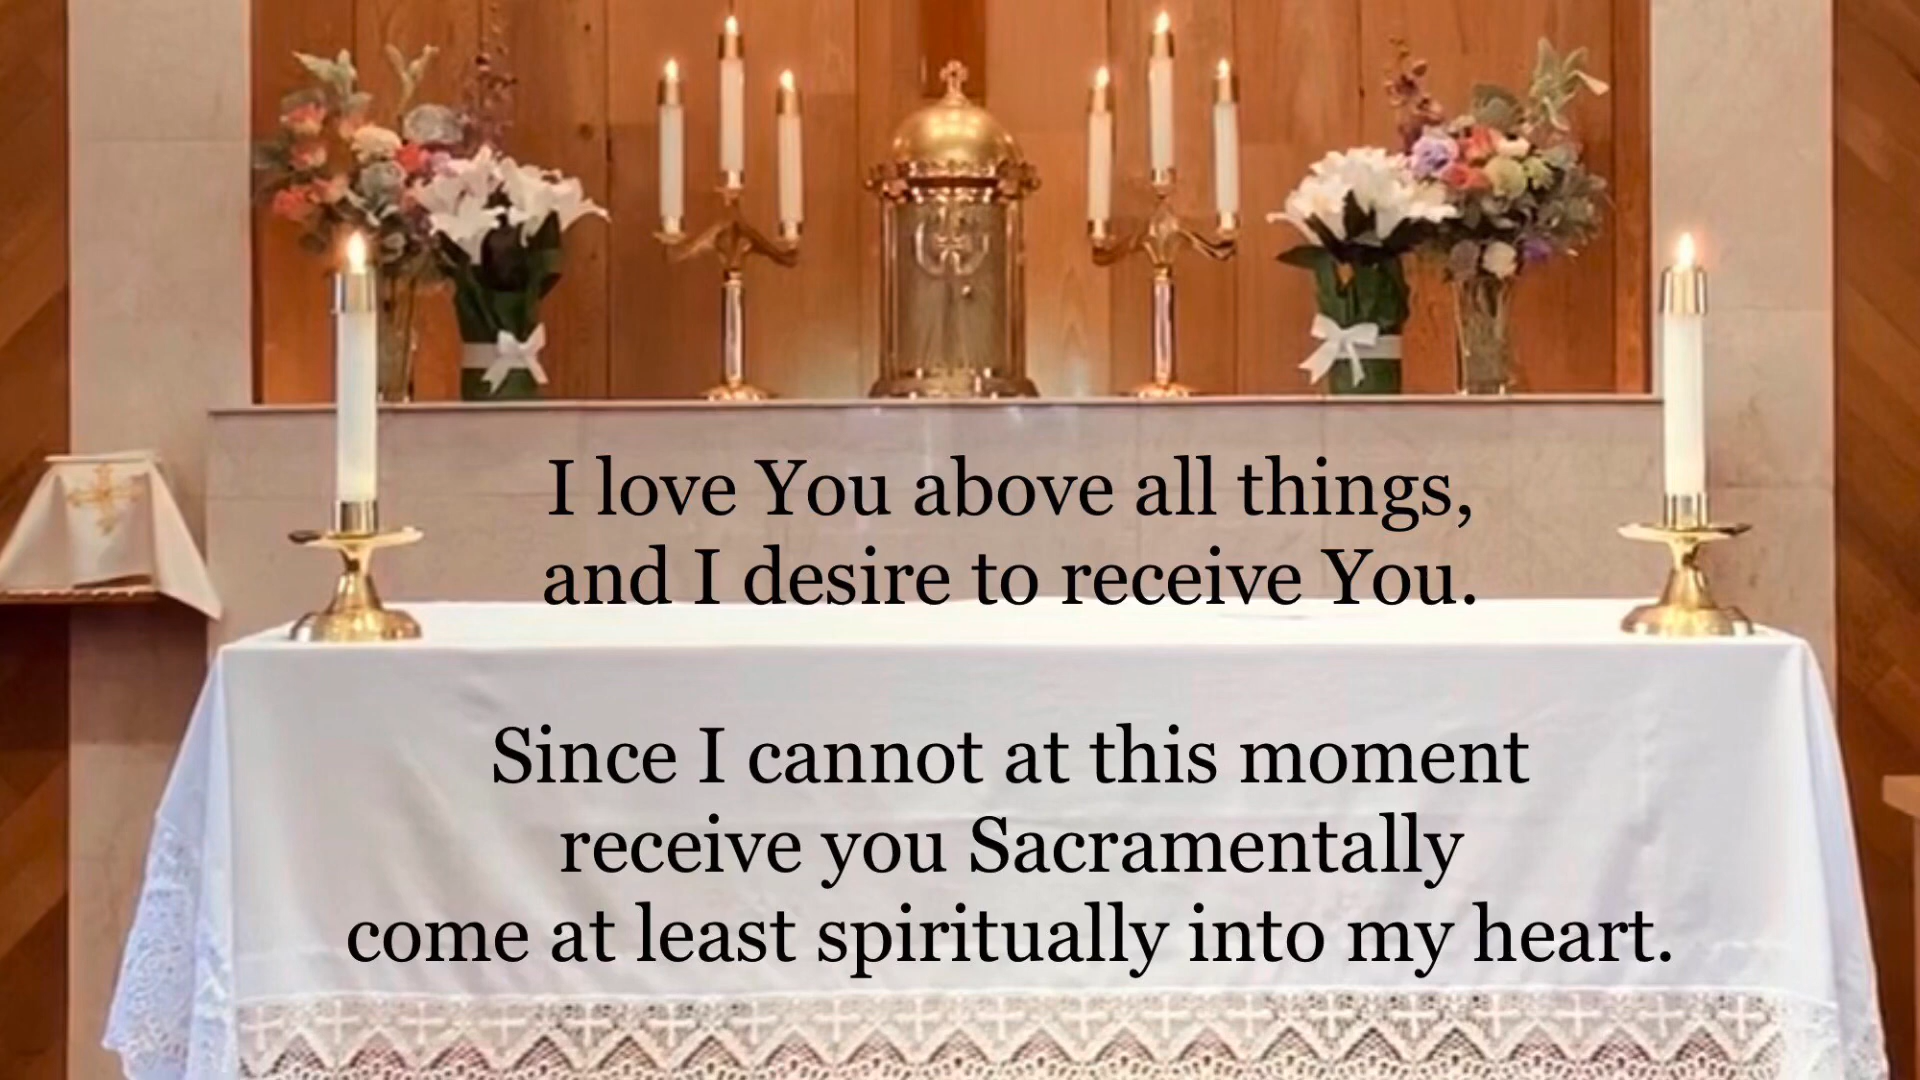 I love You above all things,
and I desire to receive You.
Since I cannot at this moment
receive you Sacramentally
come at least spiritually into my heart.